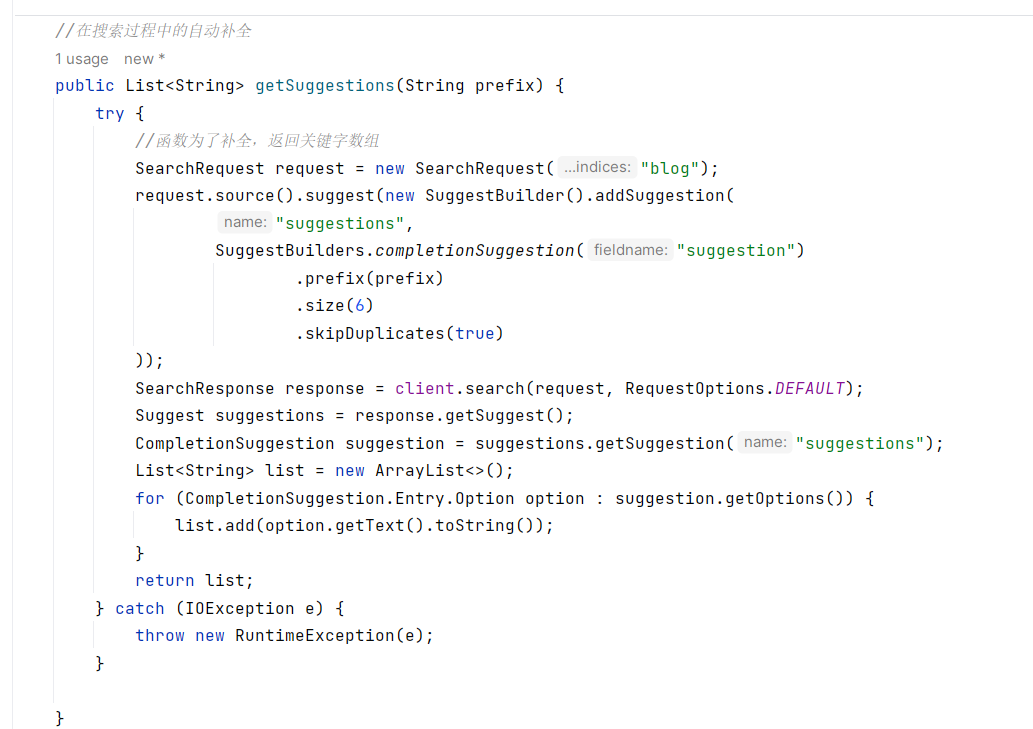 //在搜索过程中的自动补全
1 usage new *
public List<String> getSuggestions(String prefix) {
try {
//函数为了补全，返回关键字数组
SearchRequest request = new SearchRequest( ...indices: "blog");
request.source().suggest(new SuggestBuilder().addSuggestion(
name: "suggestions",
SuggestBuilders.completionSuggestion( fieldname: "suggestion")
.prefix(prefix)
.size(6)
.skipDuplicates(true)
));
SearchResponse response = client.search(request, RequestOptions.DEFAULT);
Suggest suggestions = response.getSuggest();
CompletionSuggestion suggestion = suggestions.getSuggestion( name: "suggestions");
List<String> list = new ArrayList<>();
for (CompletionSuggestion.Entry.Option option : suggestion.getOptions()) {
list.add(option.getText().toString());
}
return list;
} catch (IOException e) {
throw new RuntimeException(e);
}
}